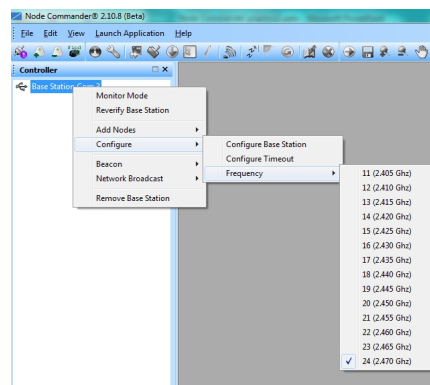 Node Commander® 2.10.8 (Beta)
File Edit View Launch Application Help
Controller
Base Station Com 3
Monitor Mode
Reverify Base Station
Add Nodes
Configure
Beacon
Network Broadcast
Remove Base Station
Configure Base Station
Configure Timeout
Frequency
11 (2.405 Ghz)
12 (2.410 Ghz)
13 (2.415 Ghz)
14 (2.420 Ghz)
15 (2.425 Ghz)
16 (2.430 Ghz)
17 (2.435 Ghz)
18 (2.440 Ghz)
19 (2.445 Ghz)
20 (2.450 Ghz)
21 (2.455 Ghz)
22 (2.460 Ghz)
23 (2.465 Ghz)
24 (2.470 Ghz)